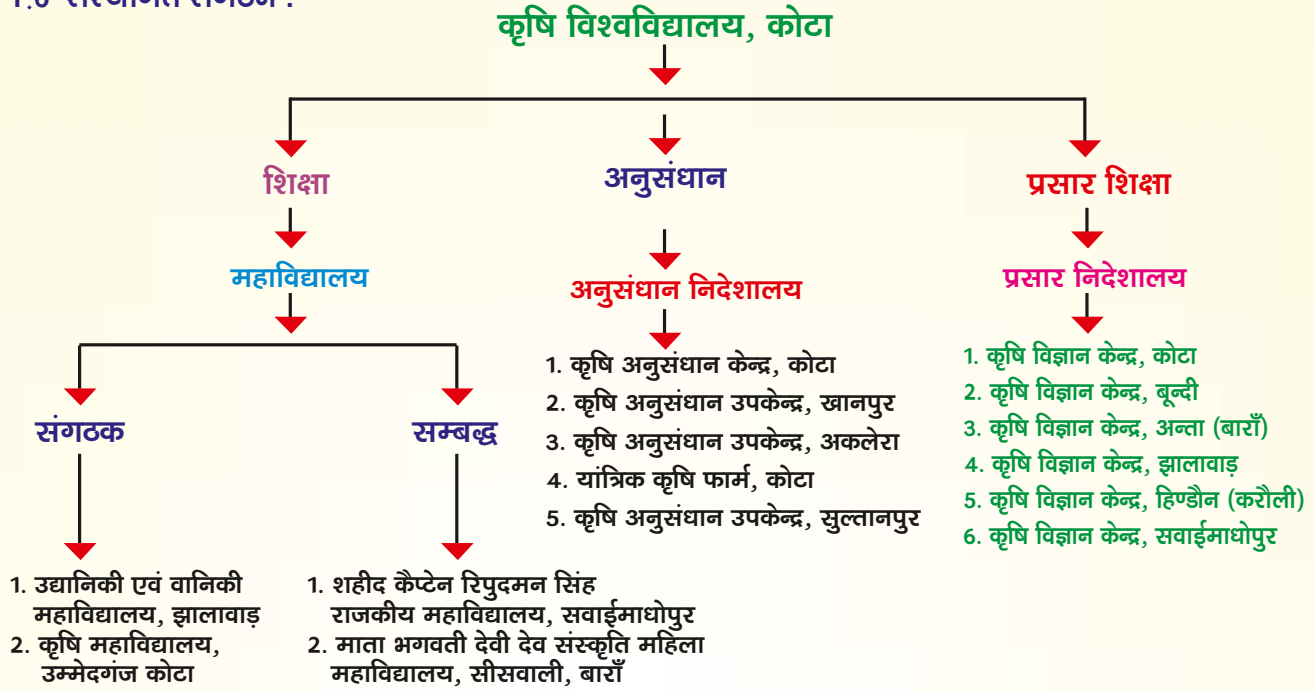 कृषि विश्वविद्यालय, कोटा
शिक्षा
महाविद्यालय
संगठक
1. उद्यानिकी एवं वानिकी
महाविद्यालय, झालावाड़
2. कृषि महाविद्यालय,
उम्मेदगंज कोटा
सम्बद्ध
1. शहीद कैप्टेन रिपुदमन सिंह
राजकीय महाविद्यालय, सवाईमाधोपुर
2. माता भगवती देवी देव संस्कृति महिला
महाविद्यालय, सीसवाली, बाराँ
अनुसंधान
अनुसंधान निदेशालय
1. कृषि अनुसंधान केन्द्र, कोटा
2. कृषि अनुसंधान उपकेन्द्र, खानपुर
3. कृषि अनुसंधान उपकेन्द्र, अकलेरा
4. यांत्रिक कृषि फार्म, कोटा
5. कृषि अनुसंधान उपकेन्द्र, सुल्तानपुर
प्रसार शिक्षा
प्रसार निदेशालय
1. कृषि विज्ञान केन्द्र, कोटा
2. कृषि विज्ञान केन्द्र, बून्दी
3. कृषि विज्ञान केन्द्र, अन्ता (बाराँ)
4. कृषि विज्ञान केन्द्र, झालावाड़
5. कृषि विज्ञान केन्द्र, हिण्डौन (करौली)
6. कृषि विज्ञान केन्द्र, सवाईमाधोपुर